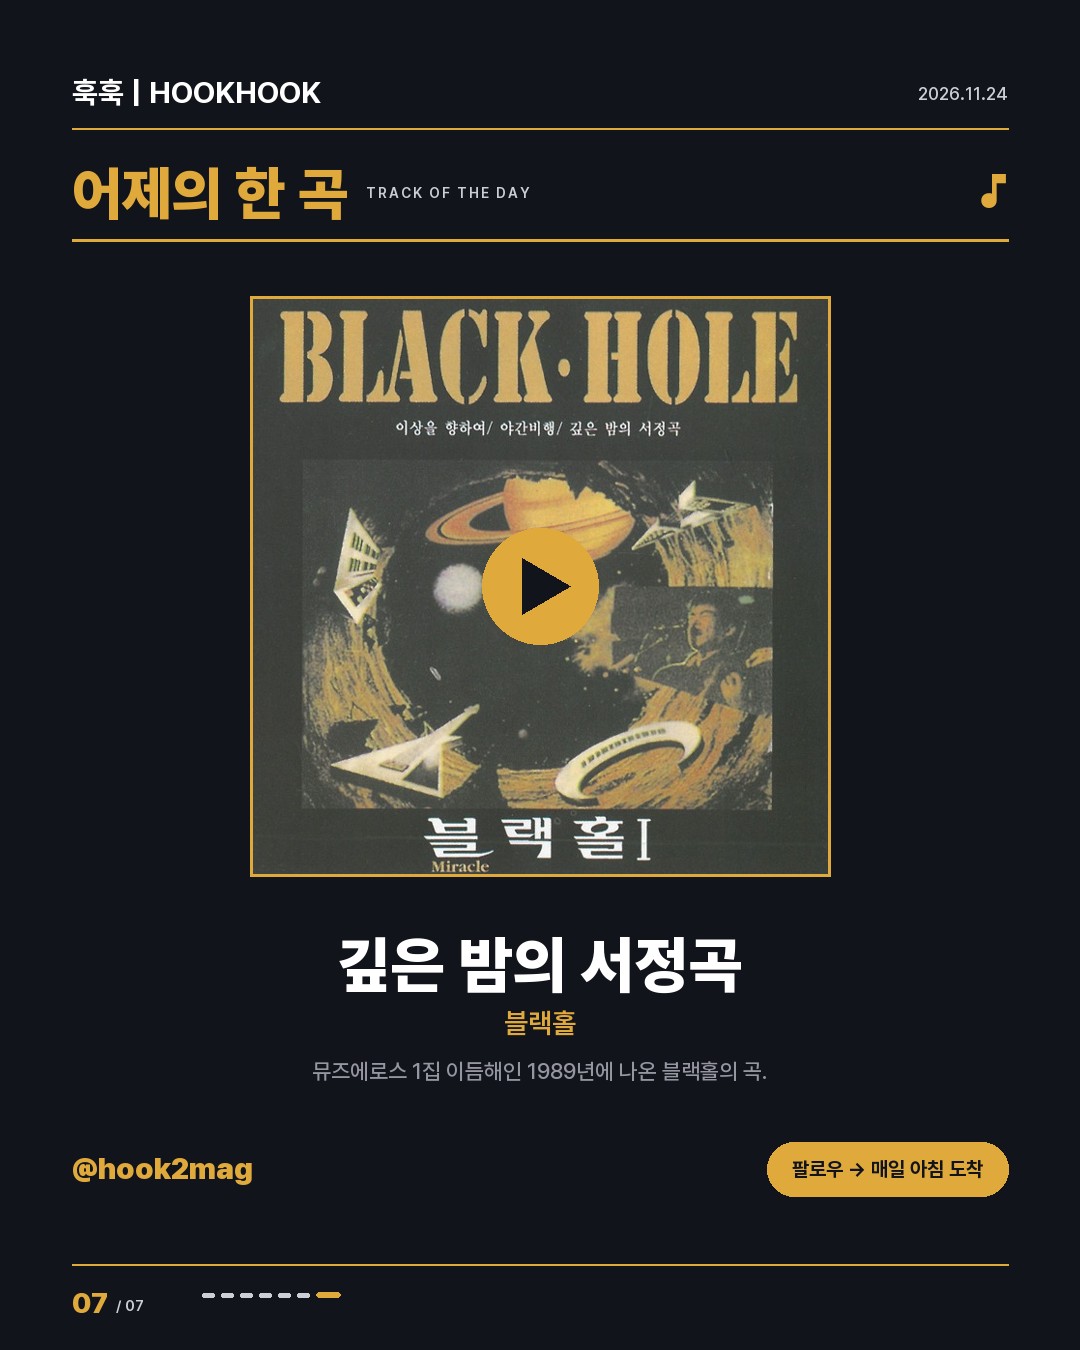 훅훅 | HOOKHOOK
2026.11.24
어제의 한 곡 TRACK OF THE DAY
BLACK·HOLE
이상을 향하여/ 야간비행/ 깊은 밤의 서정곡
블랙홀I
Miracle
깊은 밤의 서정곡
블랙홀
뮤즈에로스 1집 이듬해인 1989년에 나온 블랙홀의 곡.
@hook2mag
팔로우 → 매일 아침 도착
07 / 07